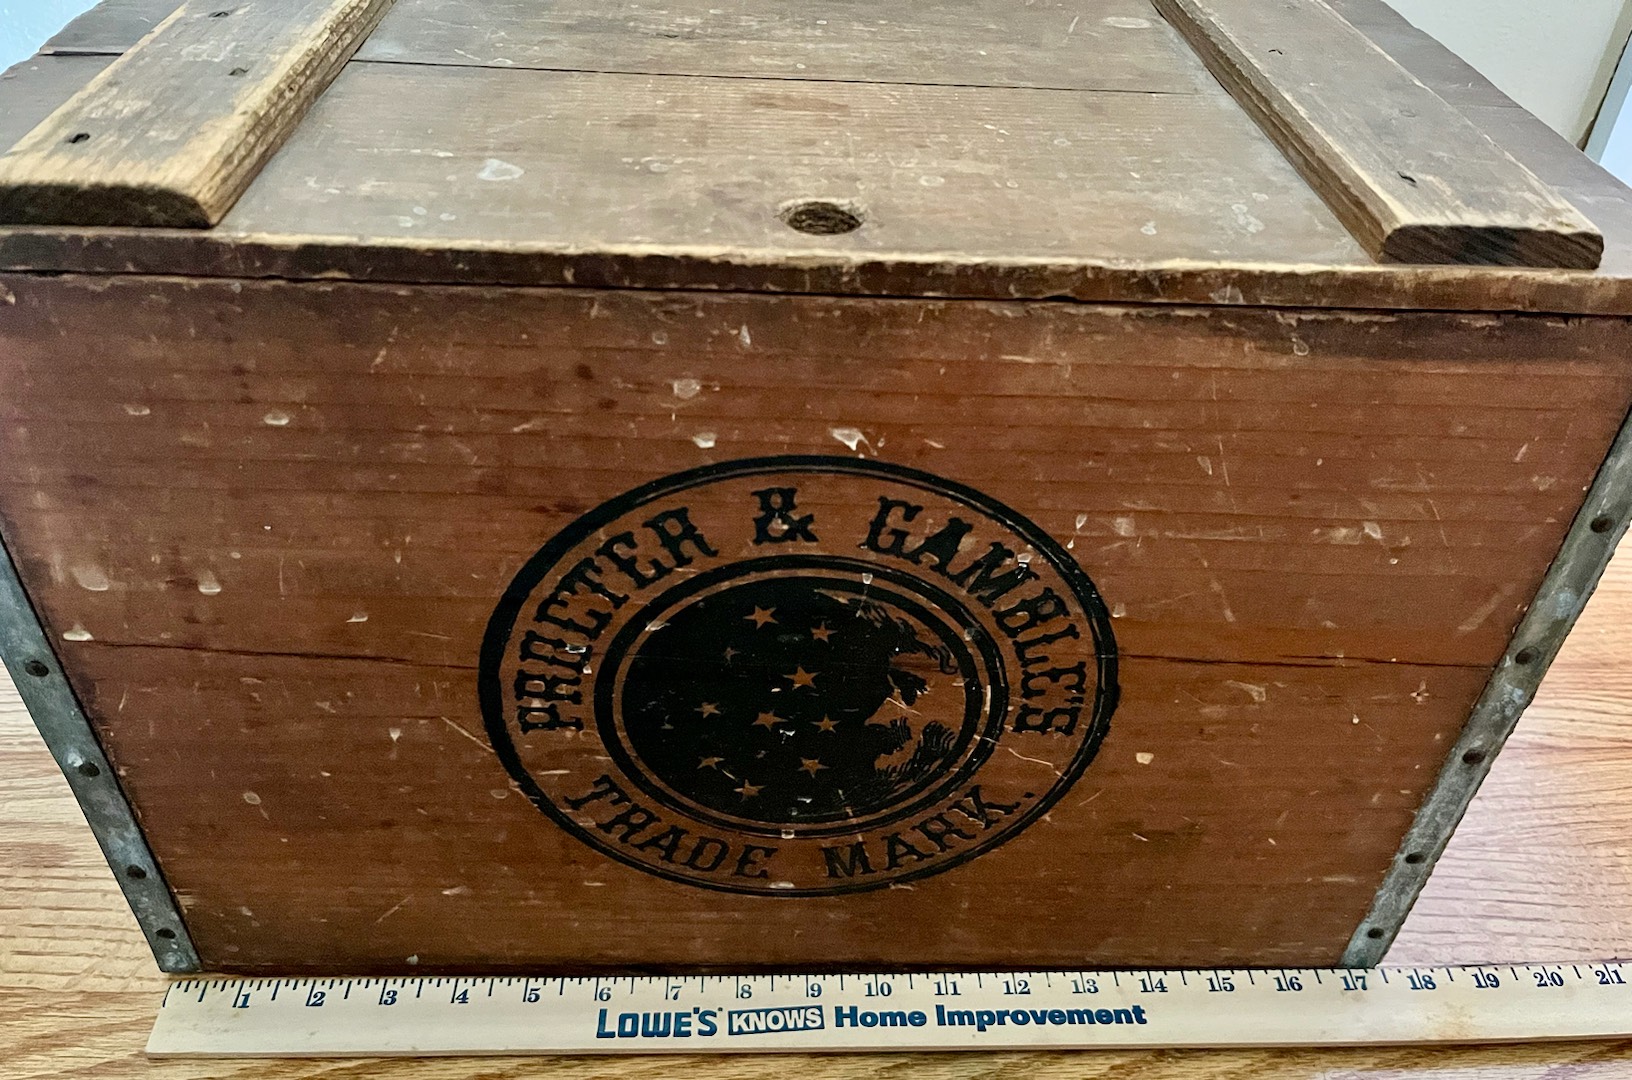 PROCTER & GAMBLE'S
TRADE MARK.
1 2 3 4 5 6 7 8 9 10 11 12 13 14 15 16 17 18 19 20 21
LOWE'S KNOWS Home Improvement